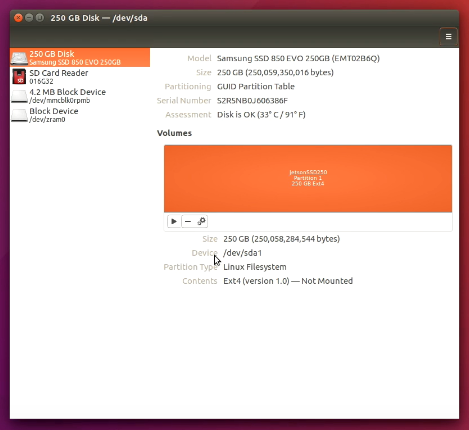 250 GB Disk — /dev/sda
250 GB Disk
Samsung SSD 850 EVO 250GB
SD Card Reader
016G32
4.2 MB Block Device
/dev/mmcblk0rpmb
Block Device
/dev/zram0
Model Samsung SSD 850 EVO 250GB (EMT02B6Q)
Size 250 GB (250,059,350,016 bytes)
Partitioning GUID Partition Table
Serial Number S2R5NB0J606386F
Assessment Disk is OK (33° C / 91° F)
Volumes
JetsonSSD250
Partition 1
250 GB Ext4
Size 250 GB (250,058,284,544 bytes)
Device /dev/sda1
Partition Type Linux Filesystem
Contents Ext4 (version 1.0) — Not Mounted